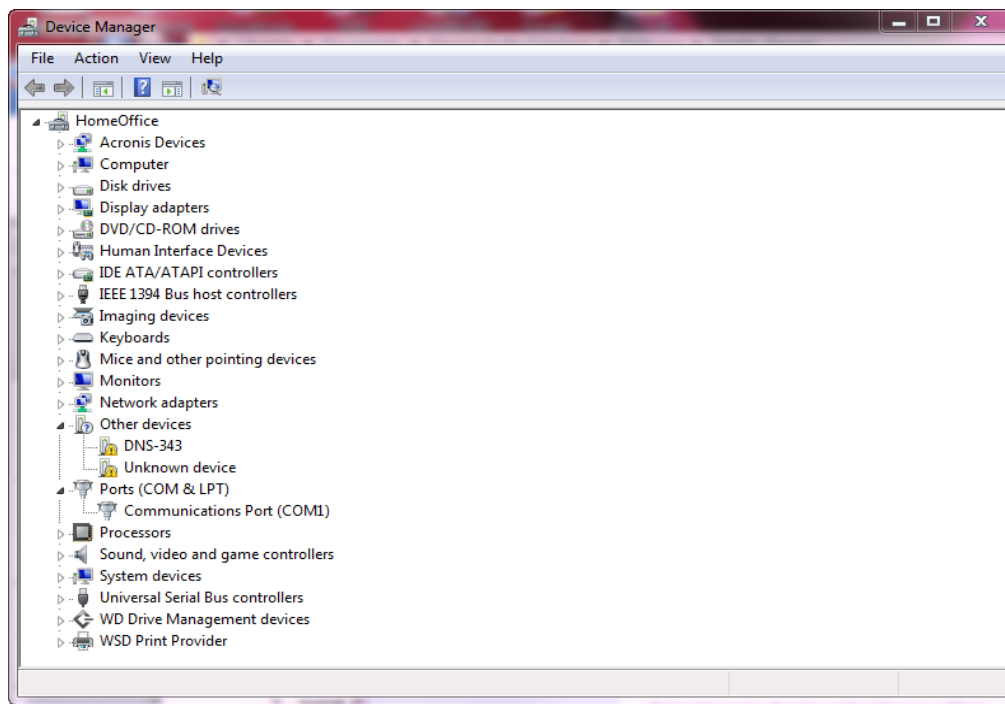 Device Manager
File Action View Help
HomeOffice
Acronis Devices
Computer
Disk drives
Display adapters
DVD/CD-ROM drives
Human Interface Devices
IDE ATA/ATAPI controllers
IEEE 1394 Bus host controllers
Imaging devices
Keyboards
Mice and other pointing devices
Monitors
Network adapters
Other devices
DNS-343
Unknown device
Ports (COM & LPT)
Communications Port (COM1)
Processors
Sound, video and game controllers
System devices
Universal Serial Bus controllers
WD Drive Management devices
WSD Print Provider